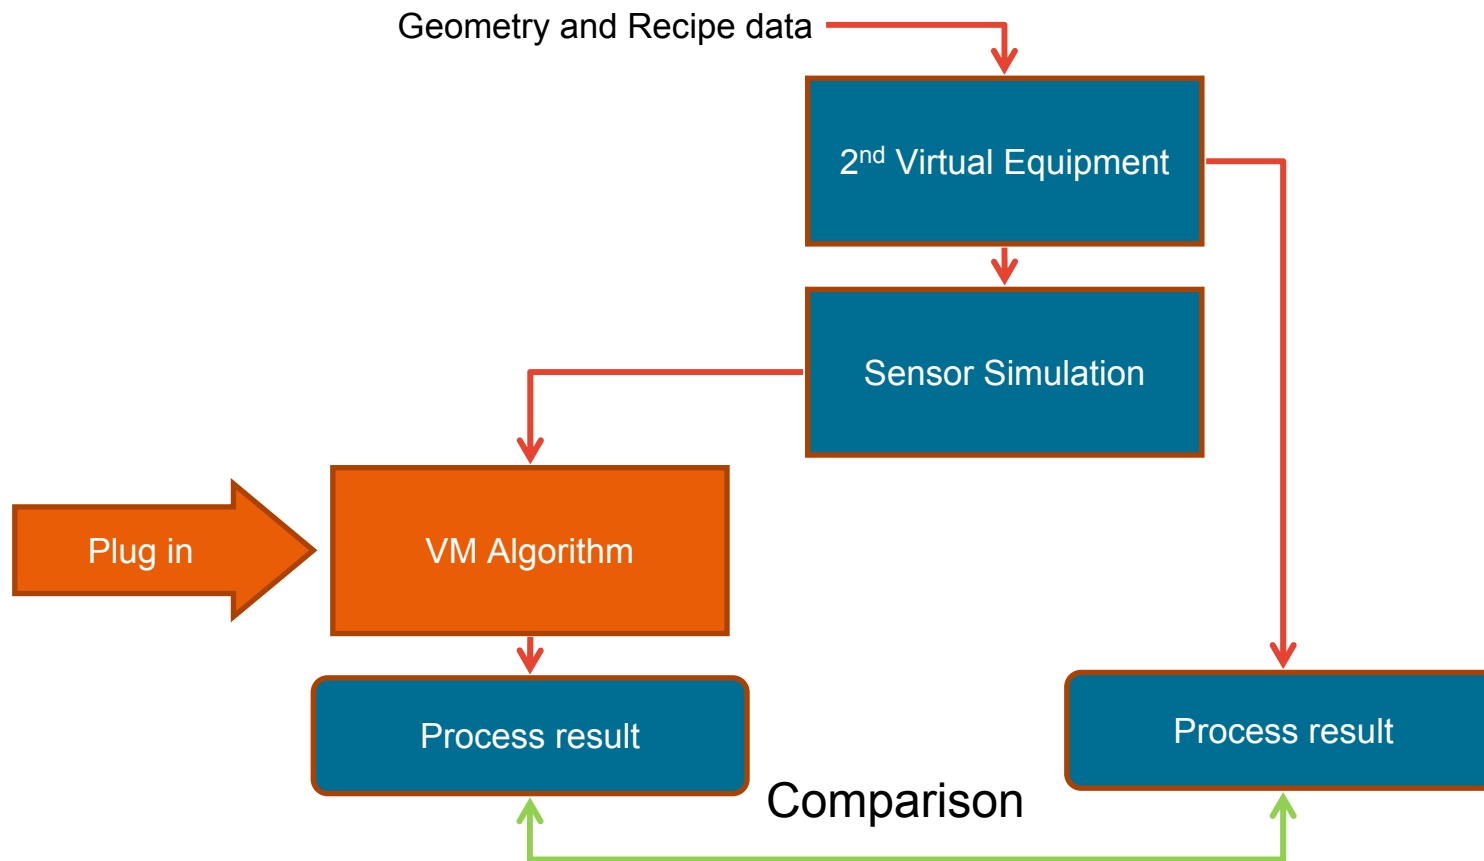 Geometry and Recipe data
2nd Virtual Equipment
Sensor Simulation
Plug in
VM Algorithm
Process result
Process result
Comparison